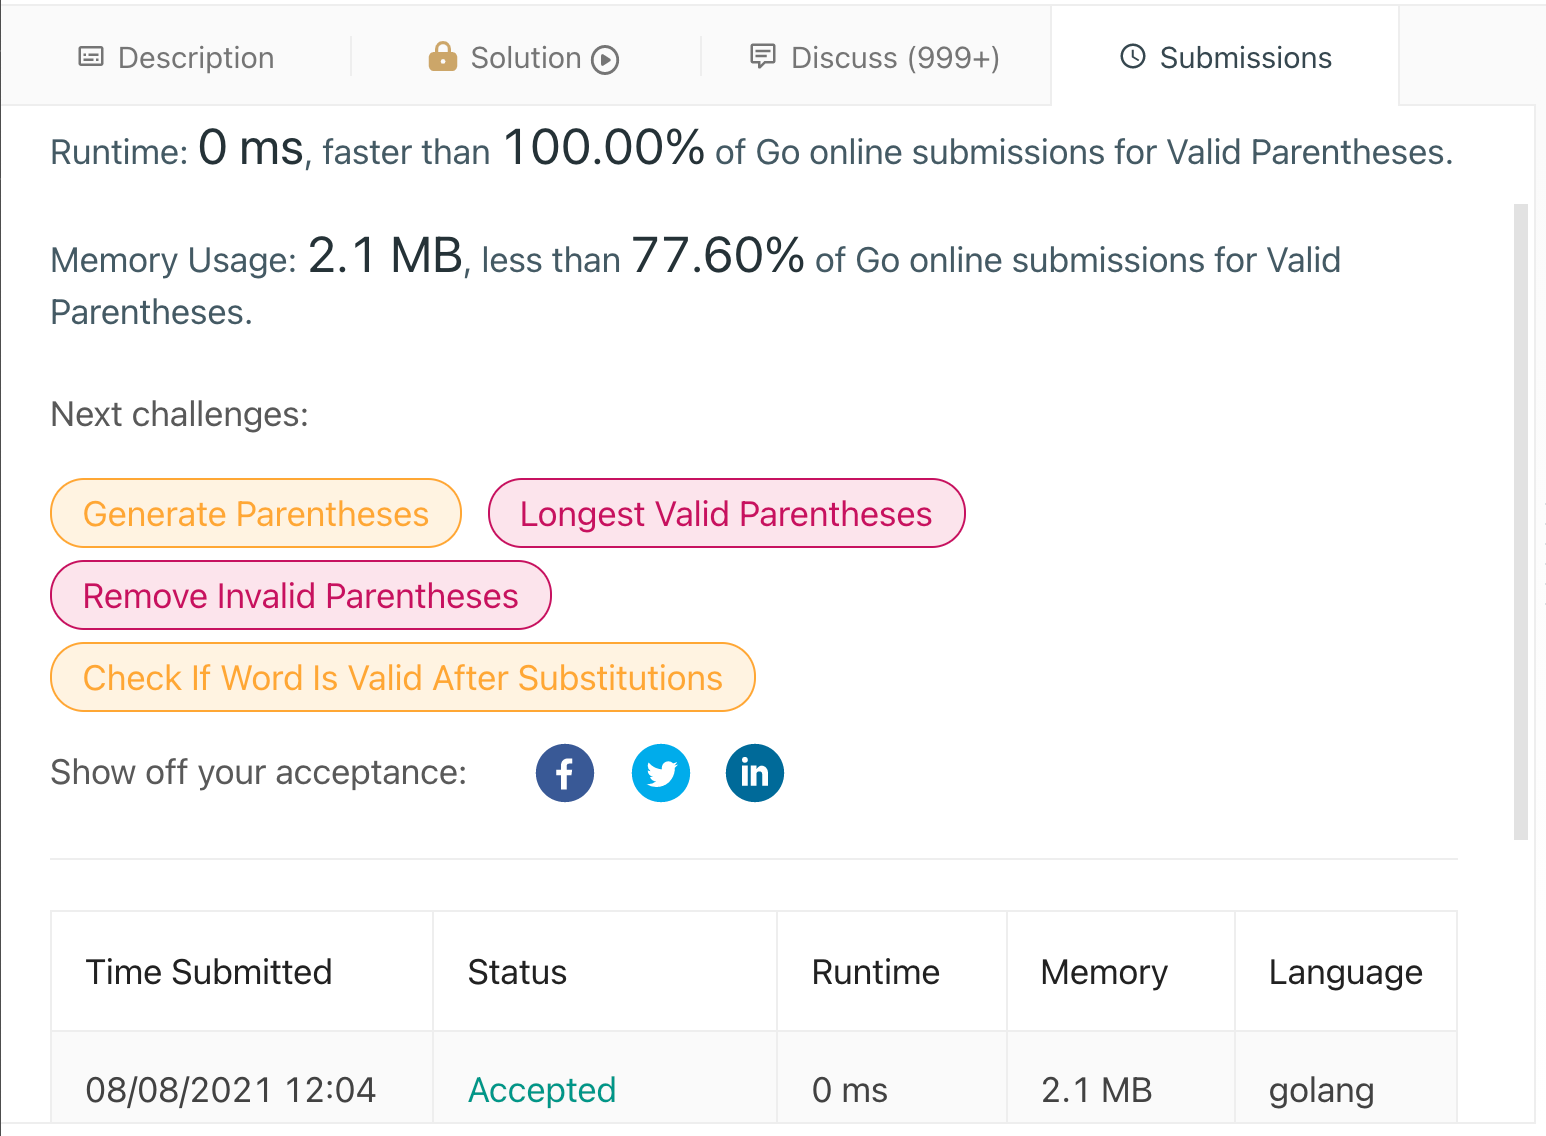 Description Solution Discuss (999+) Submissions
Runtime: 0 ms, faster than 100.00% of Go online submissions for Valid Parentheses.
Memory Usage: 2.1 MB, less than 77.60% of Go online submissions for Valid
Parentheses.
Next challenges:
Generate Parentheses Longest Valid Parentheses
Remove Invalid Parentheses
Check If Word Is Valid After Substitutions
Show off your acceptance: f in
Time Submitted Status Runtime Memory Language
08/08/2021 12:04 Accepted 0 ms 2.1 MB golang